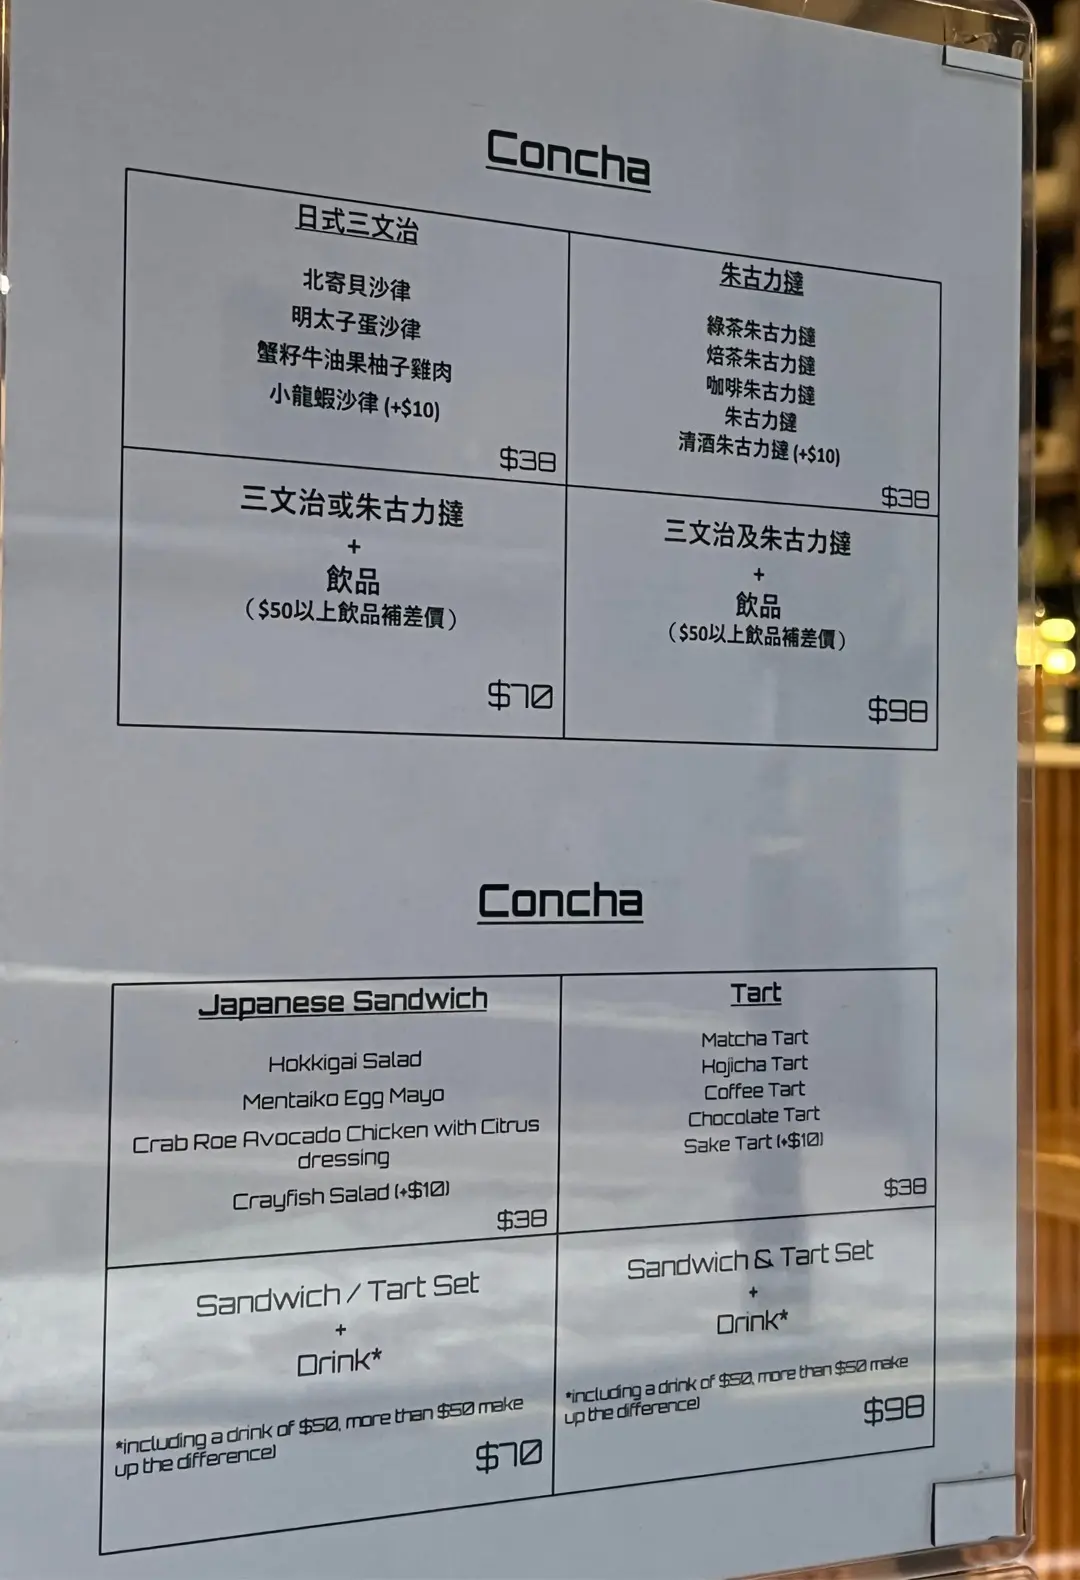 Concha
日式三文治
北寄貝沙律
明太子蛋沙律
蟹籽牛油果柚子雞肉
小龍蝦沙律 (+$10)
$38
朱古力撻
綠茶朱古力撻
焙茶朱古力撻
咖啡朱古力撻
朱古力撻
清酒朱古力撻 (+$10)
$38
三文治或朱古力撻
+
飲品
（$50以上飲品補差價）
$70
三文治及朱古力撻
+
飲品
（$50以上飲品補差價）
$98
Concha
Japanese Sandwich
Hokkigai Salad
Mentaiko Egg Mayo
Crab Roe Avocado Chicken with Citrus
dressing
Crayfish Salad (+$10)
$38
Tart
Matcha Tart
Hojicha Tart
Coffee Tart
Chocolate Tart
Sake Tart (+$10)
$38
Sandwich / Tart Set
+
Drink*
*including a drink of $50, more than $50 make
up the difference)
$70
Sandwich & Tart Set
+
Drink*
*including a drink of $50, more than $50 make
up the difference)
$98